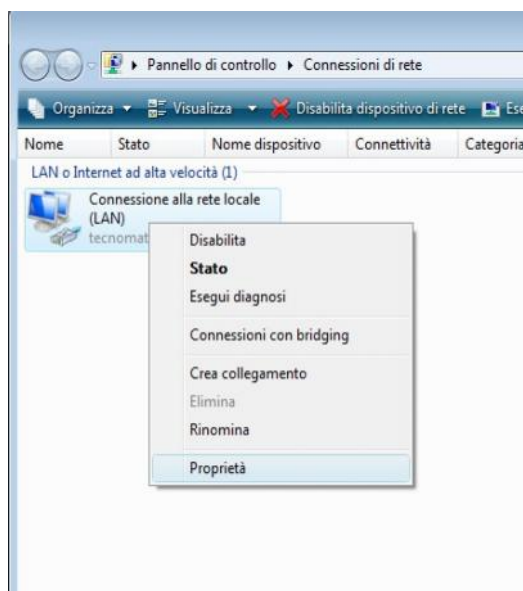 Pannello di controllo Connessioni di rete
Organizza Visualizza Disabilita dispositivo di rete
Nome Stato Nome dispositivo Connettività Categoria
LAN o Internet ad alta velocità (1)
Connessione alla rete locale
(LAN)
tecnomat
Disabilita
Stato
Esegui diagnosi
Connessioni con bridging
Crea collegamento
Elimina
Rinomina
Proprietà